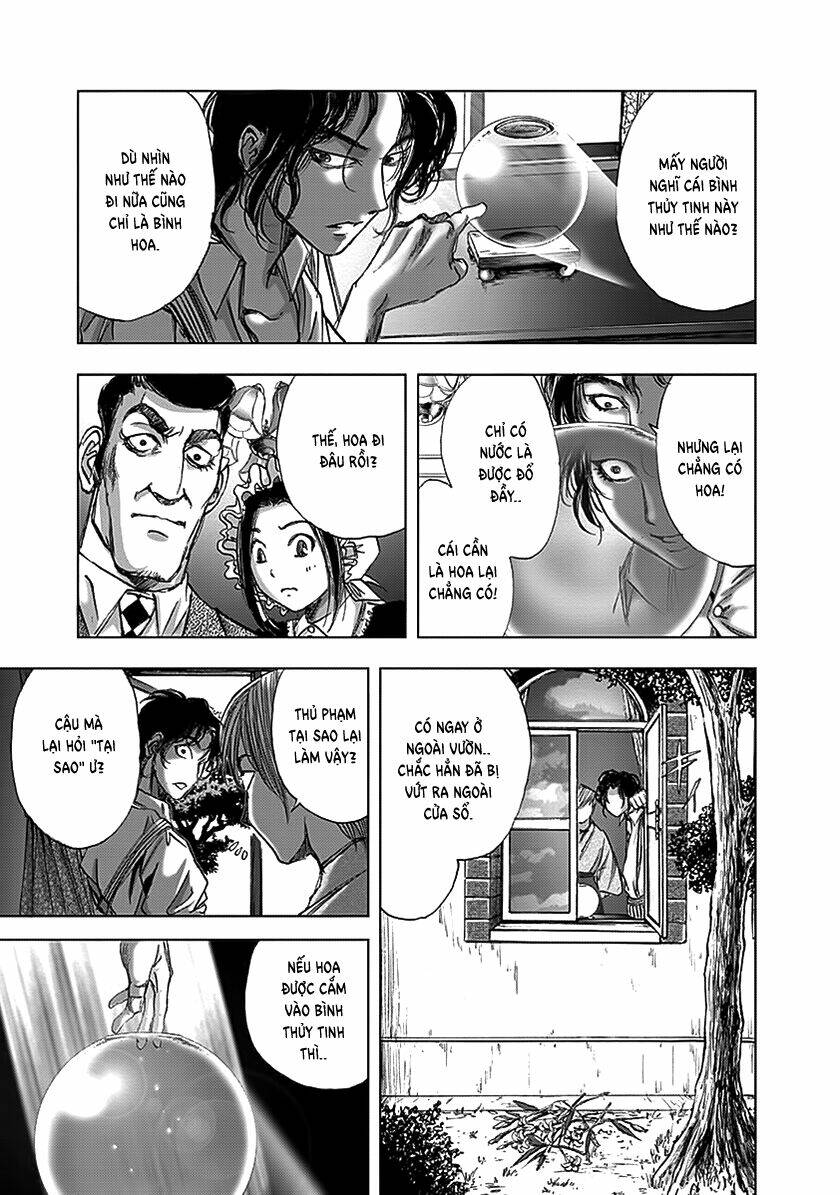 MẤY NGƯỜI
NGHĨ CÁI BÌNH
THỦY TINH NÀY
NHƯ THẾ NÀO?
DÙ NHÌN
NHƯ THẾ NÀO
ĐI NỮA CŨNG
CHỈ LÀ BÌNH
HOA.
NHƯNG LẠI
CHẲNG CÓ
HOA!
CHỈ CÓ
NƯỚC LÀ
ĐƯỢC ĐỔ
ĐẦY..
CÁI CẦN
LÀ HOA LẠI
CHẲNG CÓ!
THẾ, HOA ĐI
ĐÂU RỒI?
CÓ NGAY Ở
NGOÀI VƯỜN..
CHẮC HẲN ĐÃ BỊ
VỨT RA NGOÀI
CỬA SỔ.
THỦ PHẠM
TẠI SAO LẠI
LÀM VẬY?
CẬU MÀ
LẠI HỎI "TẠI
SAO" Ư?
NẾU HOA
ĐƯỢC CẮM
VÀO BÌNH
THỦY TINH
THÌ..